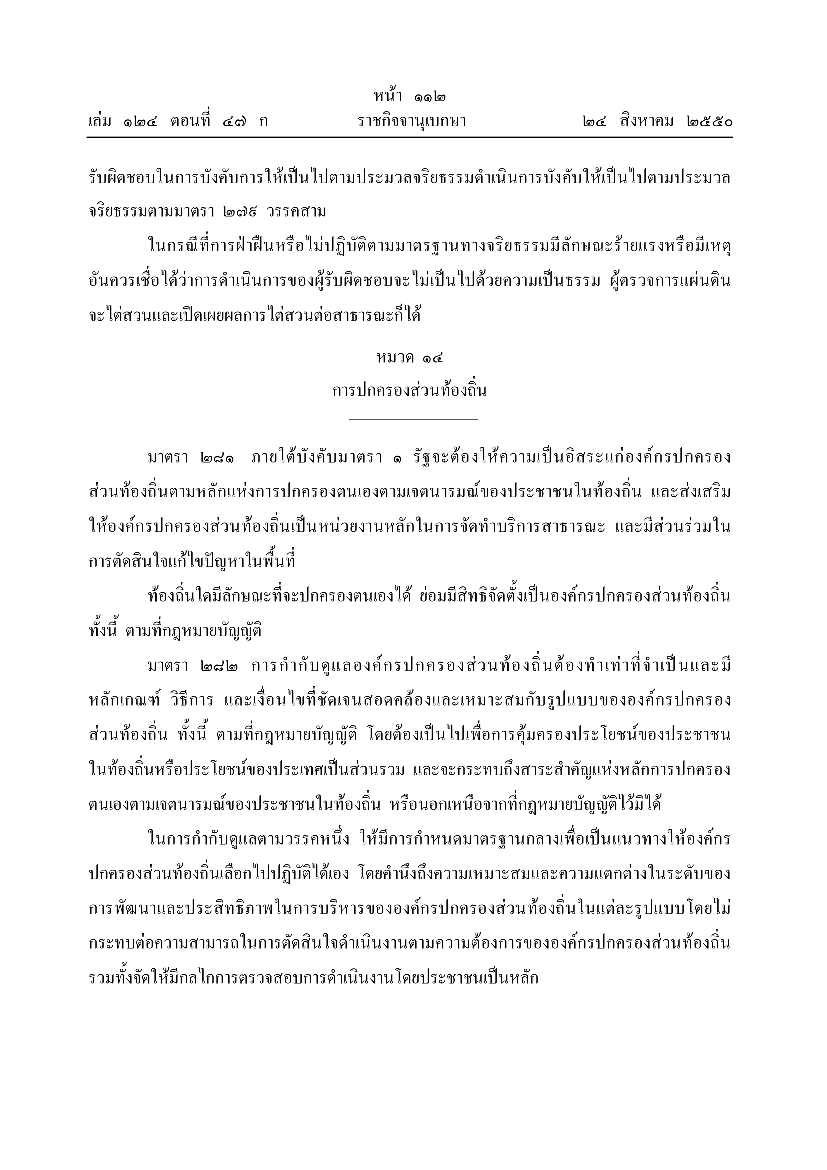 หน้า ๑๑๒
เล่ม ๑๒๔ ตอนที่ ๔๗ ก ราชกิจจานุเบกษา ๒๔ สิงหาคม ๒๕๕๐
รับผิดชอบในการบังคับการให้เป็นไปตามประมวลจริยธรรมดำเนินการบังคับให้เป็นไปตามประมวล
จริยธรรมตามมาตรา ๒๗๙ วรรคสาม
ในกรณีที่การฝ่าฝืนหรือไม่ปฏิบัติตามมาตรฐานทางจริยธรรมมีลักษณะร้ายแรงหรือมีเหตุ
อันควรเชื่อได้ว่าการดำเนินการของผู้รับผิดชอบจะไม่เป็นไปด้วยความเป็นธรรม ผู้ตรวจการแผ่นดิน
จะไต่สวนและเปิดเผยผลการไต่สวนต่อสาธารณะก็ได้
หมวด ๑๔
การปกครองส่วนท้องถิ่น
มาตรา ๒๘๑ ภายใต้บังคับมาตรา ๑ รัฐจะต้องให้ความเป็นอิสระแก่องค์กรปกครอง
ส่วนท้องถิ่นตามหลักแห่งการปกครองตนเองตามเจตนารมณ์ของประชาชนในท้องถิ่น และส่งเสริม
ให้องค์กรปกครองส่วนท้องถิ่นเป็นหน่วยงานหลักในการจัดทำบริการสาธารณะ และมีส่วนร่วมใน
การตัดสินใจแก้ไขปัญหาในพื้นที่
ท้องถิ่นใดมีลักษณะที่จะปกครองตนเองได้ ย่อมมีสิทธิจัดตั้งเป็นองค์กรปกครองส่วนท้องถิ่น
ทั้งนี้ ตามที่กฎหมายบัญญัติ
มาตรา ๒๘๒ การกำกับดูแลองค์กรปกครองส่วนท้องถิ่นต้องทำเท่าที่จำเป็นและมี
หลักเกณฑ์ วิธีการ และเงื่อนไขที่ชัดเจนสอดคล้องและเหมาะสมกับรูปแบบขององค์กรปกครอง
ส่วนท้องถิ่น ทั้งนี้ ตามที่กฎหมายบัญญัติ โดยต้องเป็นไปเพื่อการคุ้มครองประโยชน์ของประชาชน
ในท้องถิ่นหรือประโยชน์ของประเทศเป็นส่วนรวม และจะกระทบถึงสาระสำคัญแห่งหลักการปกครอง
ตนเองตามเจตนารมณ์ของประชาชนในท้องถิ่น หรือนอกเหนือจากที่กฎหมายบัญญัติไว้มิได้
ในการกำกับดูแลตามวรรคหนึ่ง ให้มีการกำหนดมาตรฐานกลางเพื่อเป็นแนวทางให้องค์กร
ปกครองส่วนท้องถิ่นเลือกไปปฏิบัติได้เอง โดยคำนึงถึงความเหมาะสมและความแตกต่างในระดับของ
การพัฒนาและประสิทธิภาพในการบริหารขององค์กรปกครองส่วนท้องถิ่นในแต่ละรูปแบบโดยไม่
กระทบต่อความสามารถในการตัดสินใจดำเนินงานตามความต้องการขององค์กรปกครองส่วนท้องถิ่น
รวมทั้งจัดให้มีกลไกการตรวจสอบการดำเนินงานโดยประชาชนเป็นหลัก